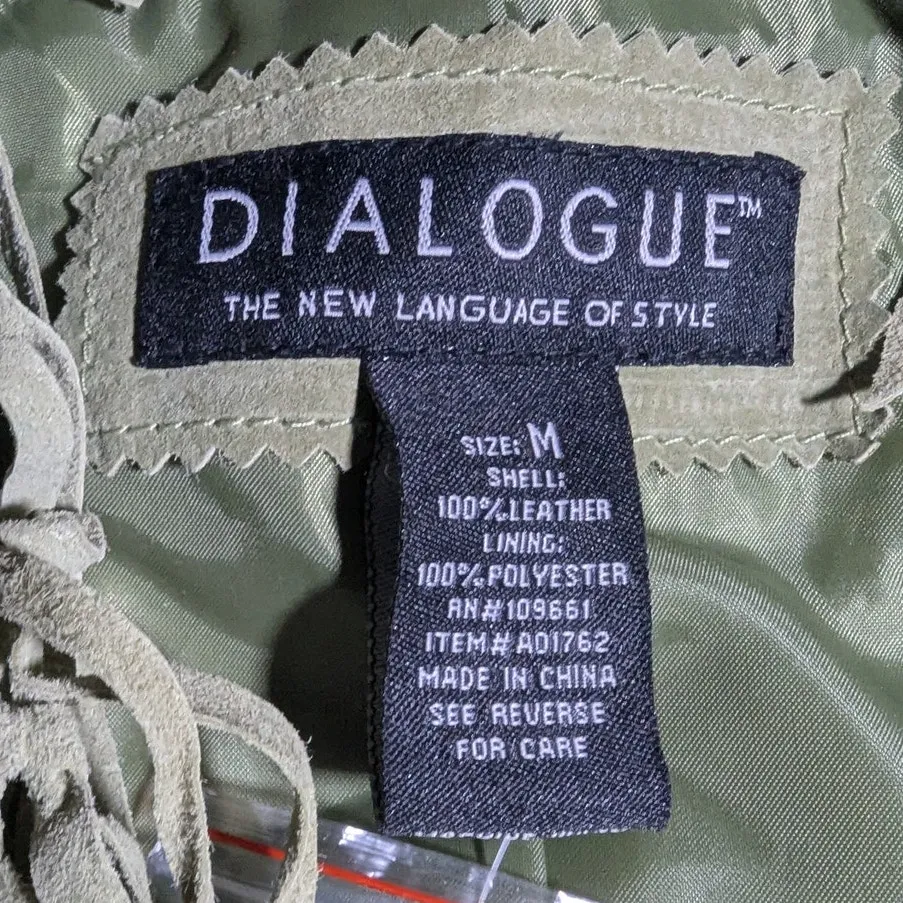 DIALOGUE™
THE NEW LANGUAGE OF STYLE
SIZE: M
SHELL:
100% LEATHER
LINING:
100% POLYESTER
RN#109661
ITEM# A01762
MADE IN CHINA
SEE REVERSE
FOR CARE